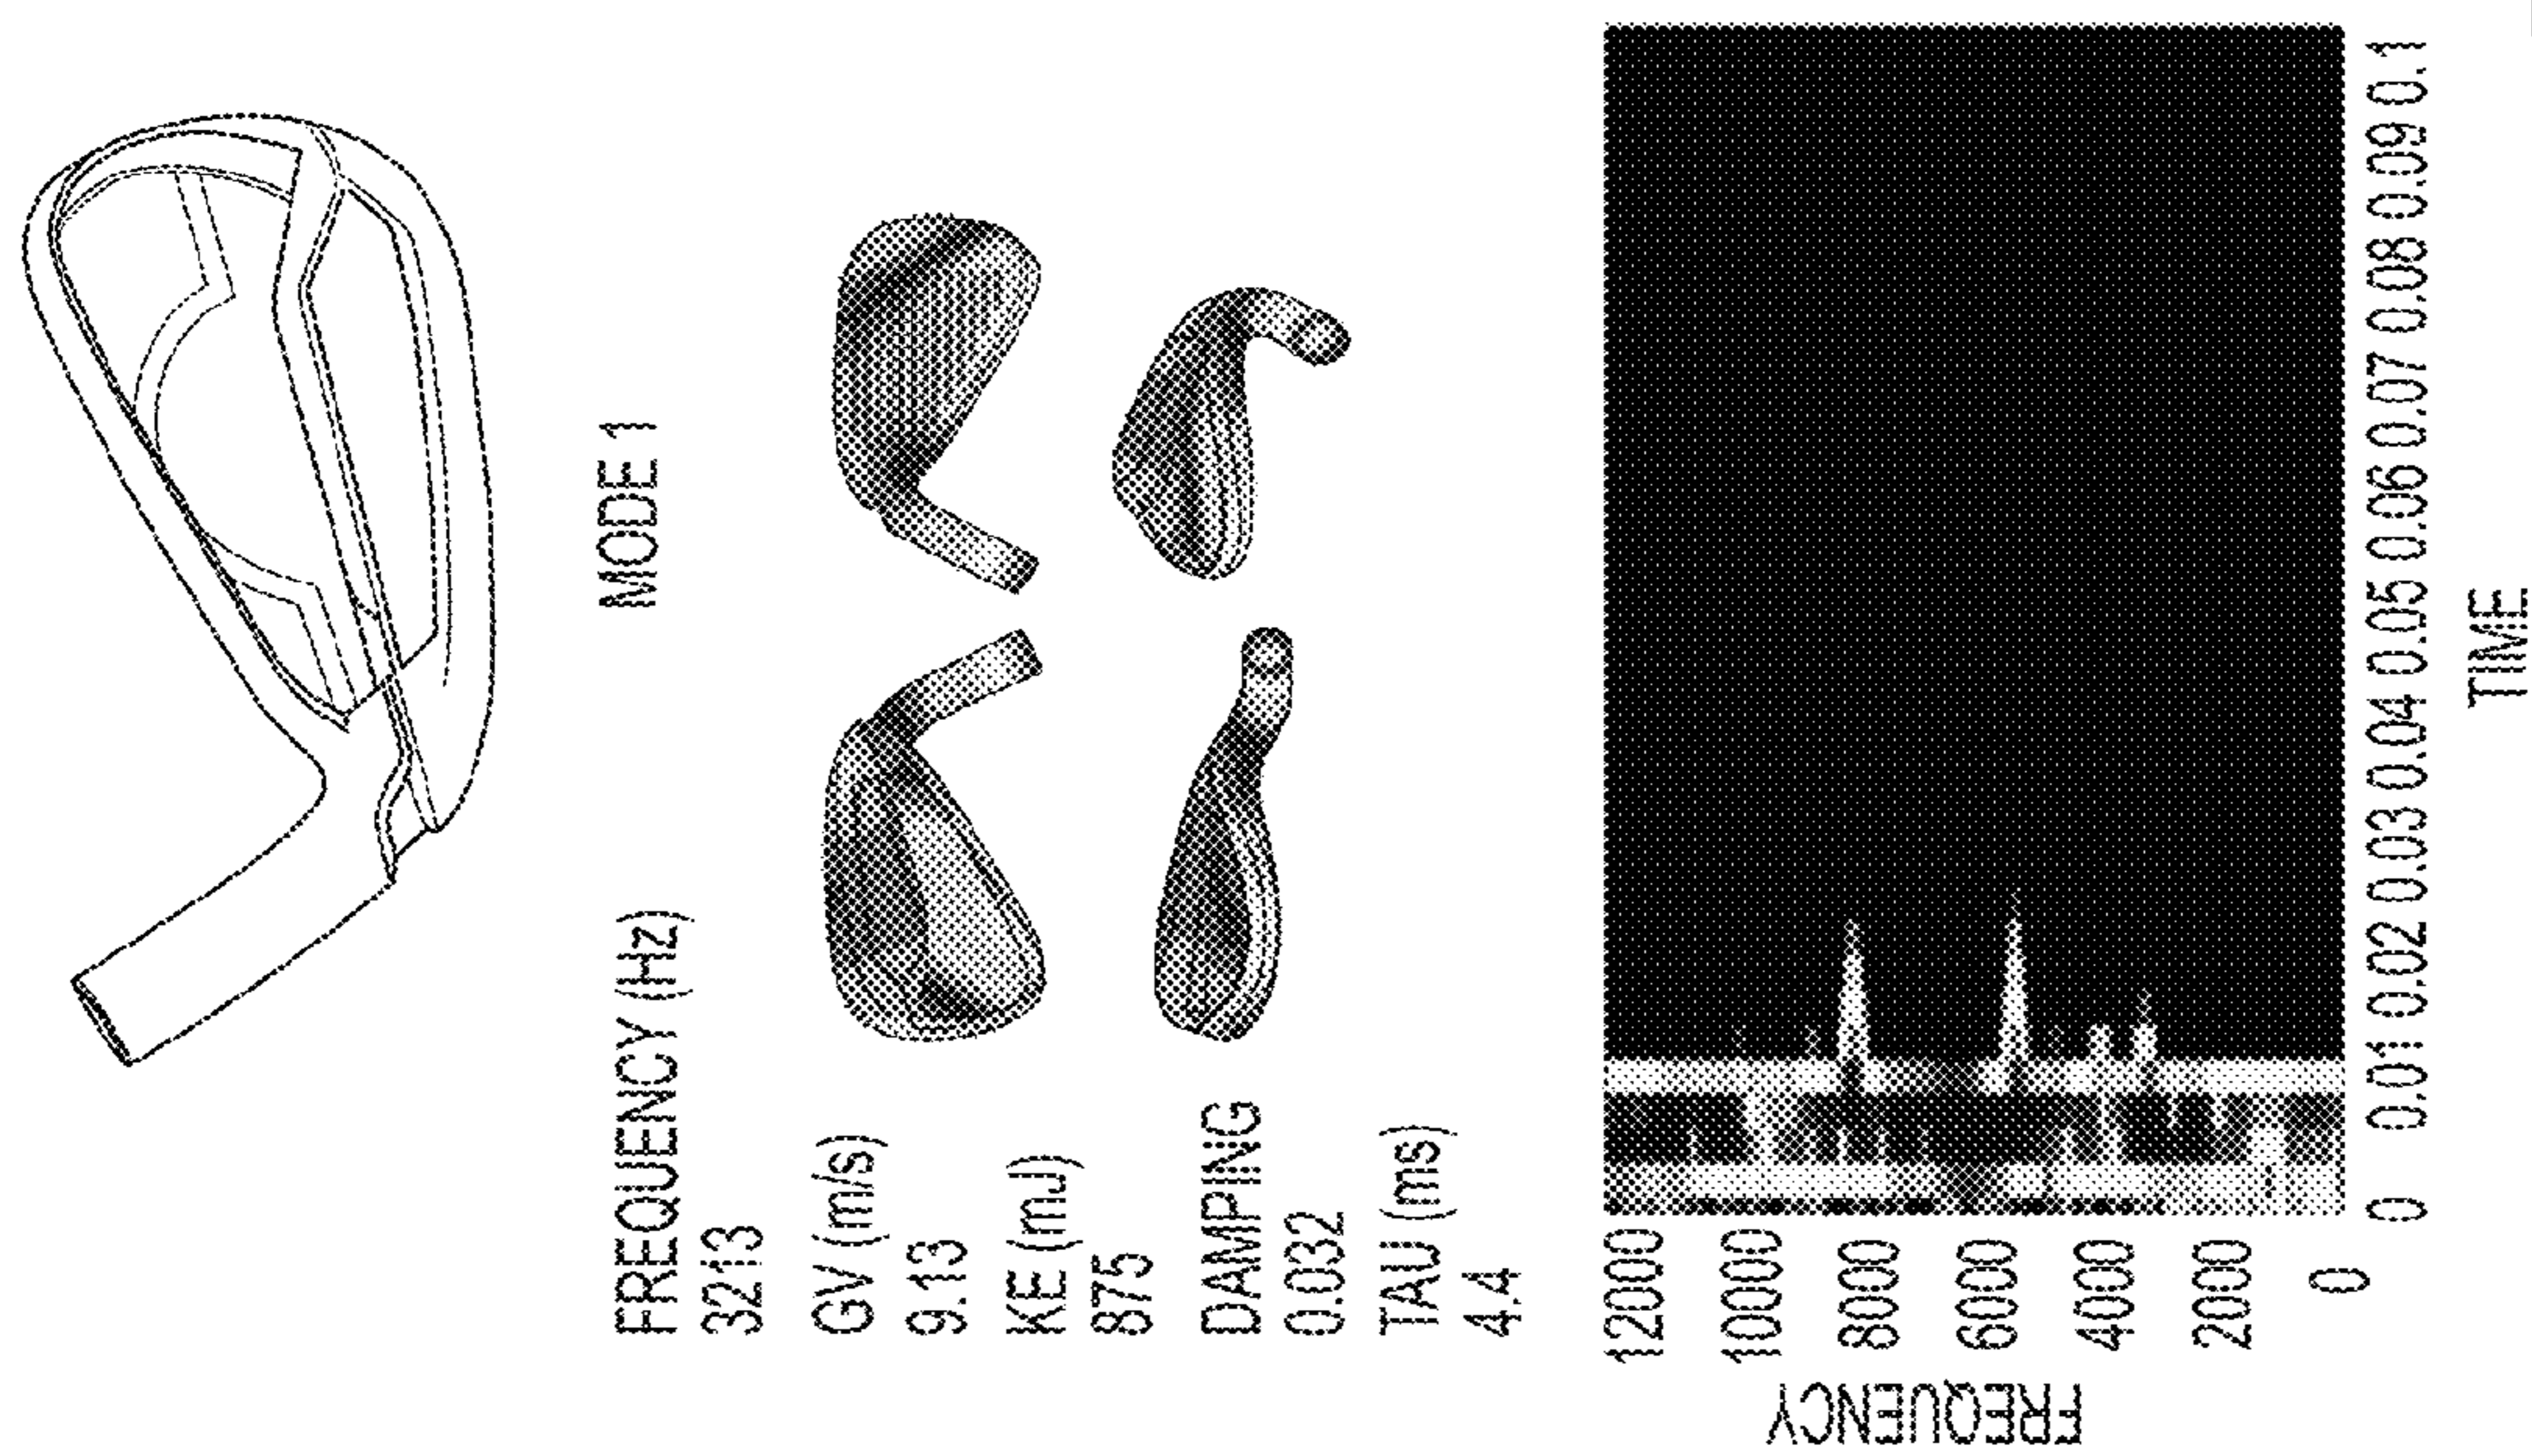 MODE 1
FREQUENCY (Hz)
3213
GV (m/s)
9.13
KE (mJ)
875
DAMPING
0.032
TAU (ms)
4.4
FREQUENCY
12000
10000
8000
6000
4000
2000
0
0 0.01 0.02 0.03 0.04 0.05 0.06 0.07 0.08 0.09 0.1
TIME